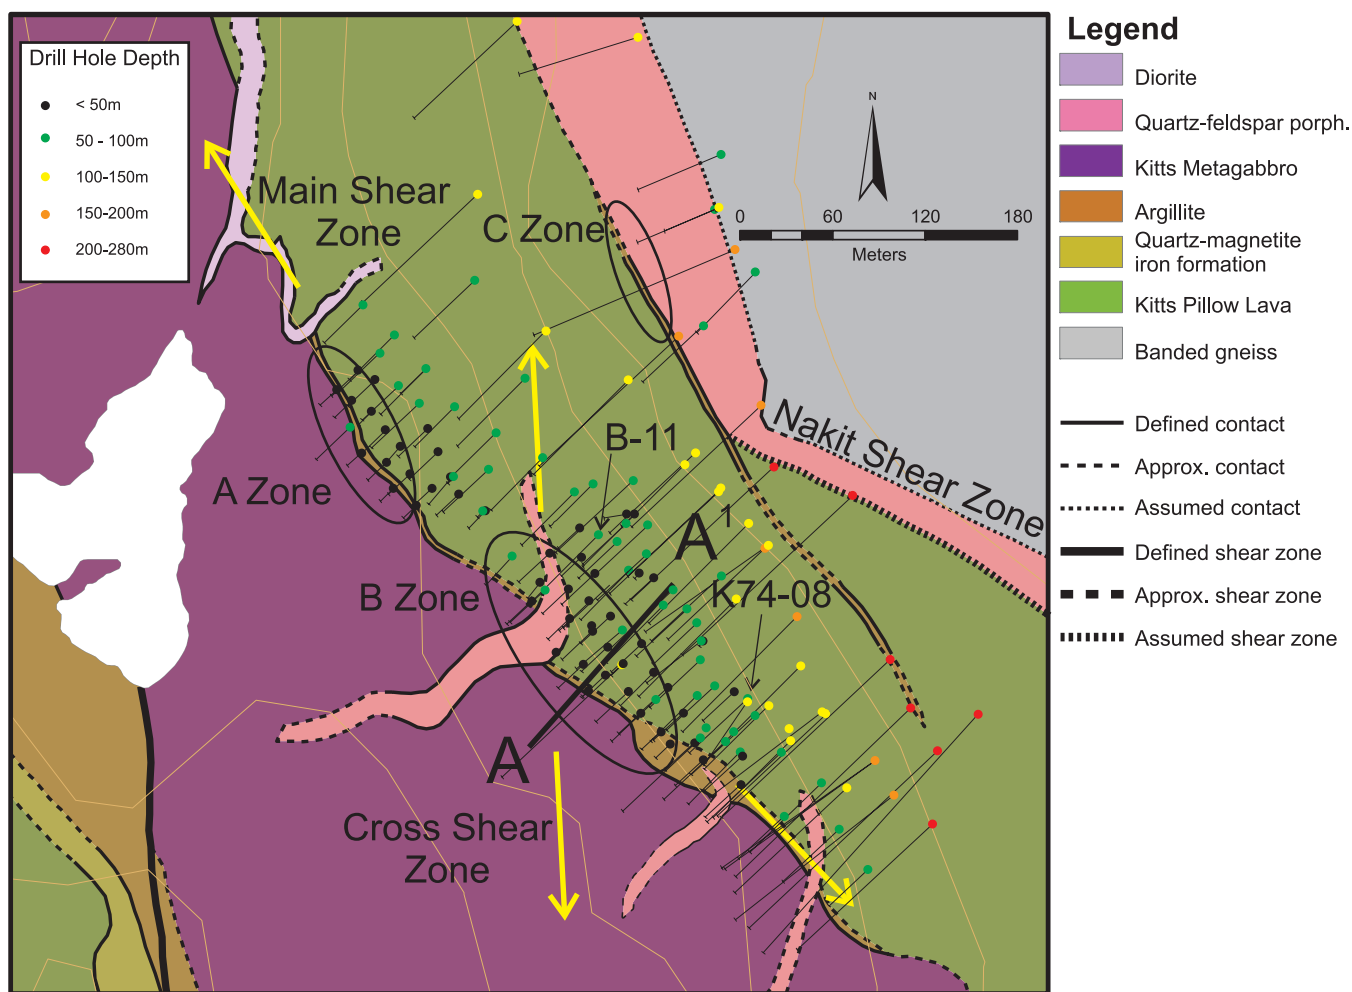 Drill Hole Depth
< 50m
50 - 100m
100-150m
150-200m
200-280m
Main Shear
Zone
C Zone
N
0 60 120 180
Meters
B-11
Nakit Shear Zone
A Zone
A1
B Zone
K74-08
A
Cross Shear
Zone
Legend
Diorite
Quartz-feldspar porph.
Kitts Metagabbro
Argillite
Quartz-magnetite
iron formation
Kitts Pillow Lava
Banded gneiss
Defined contact
Approx. contact
Assumed contact
Defined shear zone
Approx. shear zone
Assumed shear zone